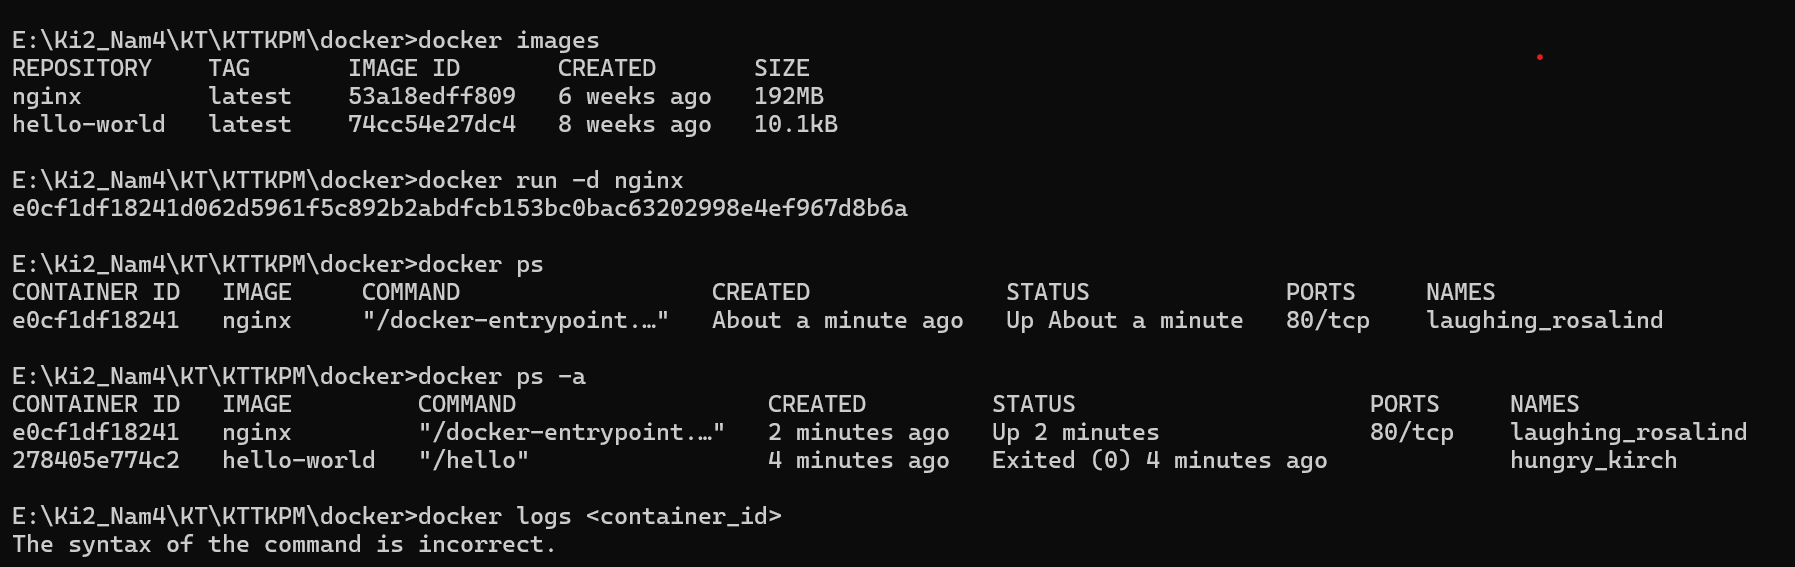 E:\Ki2_Nam4\KT\KTTKPM\docker>docker images
REPOSITORY    TAG       IMAGE ID       CREATED       SIZE
nginx         latest    53a18edff809   6 weeks ago   192MB
hello-world   latest    74cc54e27dc4   8 weeks ago   10.1kB
E:\Ki2_Nam4\KT\KTTKPM\docker>docker run -d nginx
e0cf1df18241d062d5961f5c892b2abdfcb153bc0bac63202998e4ef967d8b6a
E:\Ki2_Nam4\KT\KTTKPM\docker>docker ps
CONTAINER ID   IMAGE     COMMAND                  CREATED              STATUS              PORTS     NAMES
e0cf1df18241   nginx     "/docker-entrypoint.…"   About a minute ago   Up About a minute   80/tcp    laughing_rosalind
E:\Ki2_Nam4\KT\KTTKPM\docker>docker ps -a
CONTAINER ID   IMAGE         COMMAND                  CREATED         STATUS                     PORTS     NAMES
e0cf1df18241   nginx         "/docker-entrypoint.…"   2 minutes ago   Up 2 minutes               80/tcp    laughing_rosalind
278405e774c2   hello-world   "/hello"                 4 minutes ago   Exited (0) 4 minutes ago             hungry_kirch
E:\Ki2_Nam4\KT\KTTKPM\docker>docker logs <container_id>
The syntax of the command is incorrect.